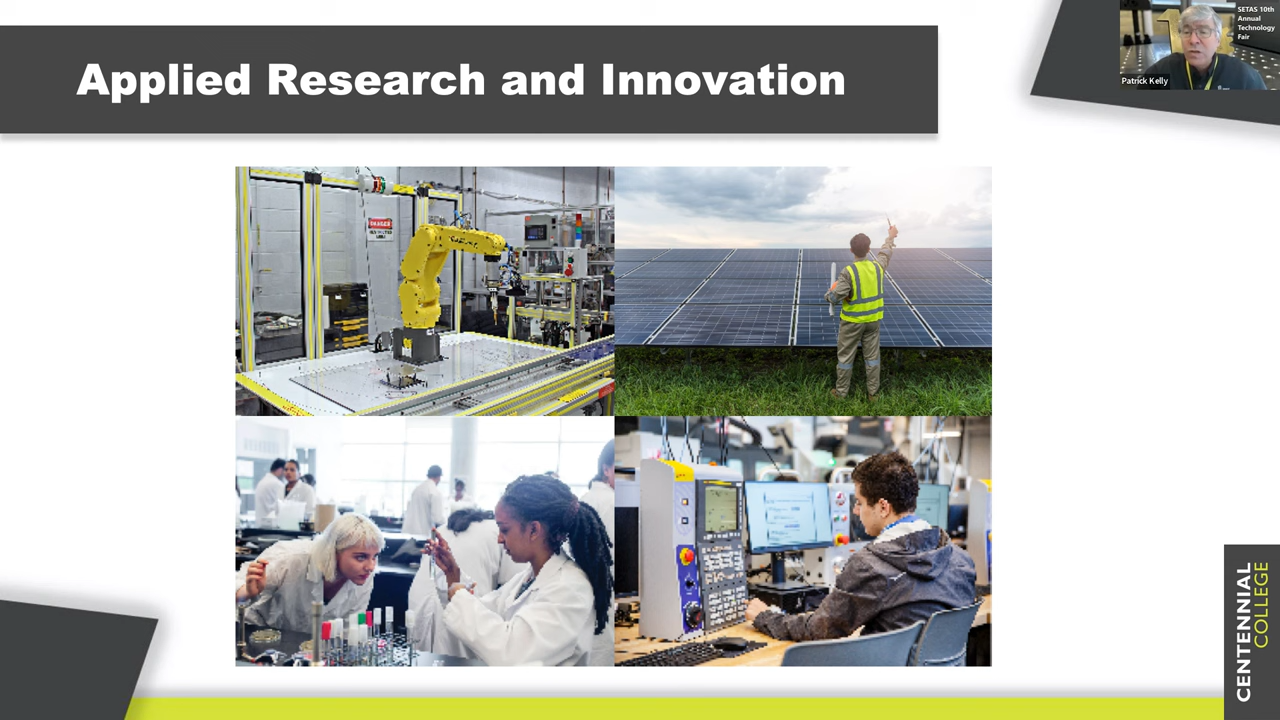 Applied Research and Innovation
SETAS 10th
Annual
Technology
Fair
Patrick Kelly
DANGER
CENTENNIAL
COLLEGE